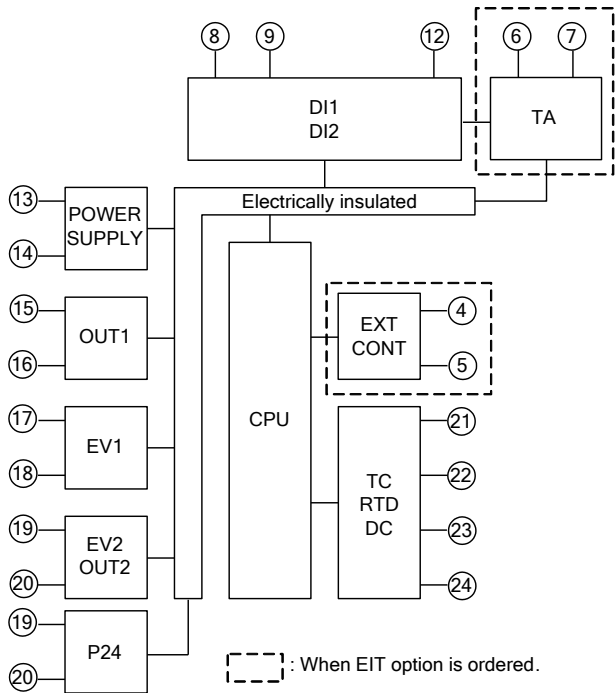 8 9 12 6 7
DI1
DI2
TA
Electrically insulated
13
14
POWER
SUPPLY
15
16
OUT1
17
18
EV1
19
20
EV2
OUT2
19
20
P24
CPU
EXT
CONT
4
5
TC
RTD
DC
21
22
23
24
: When EIT option is ordered.